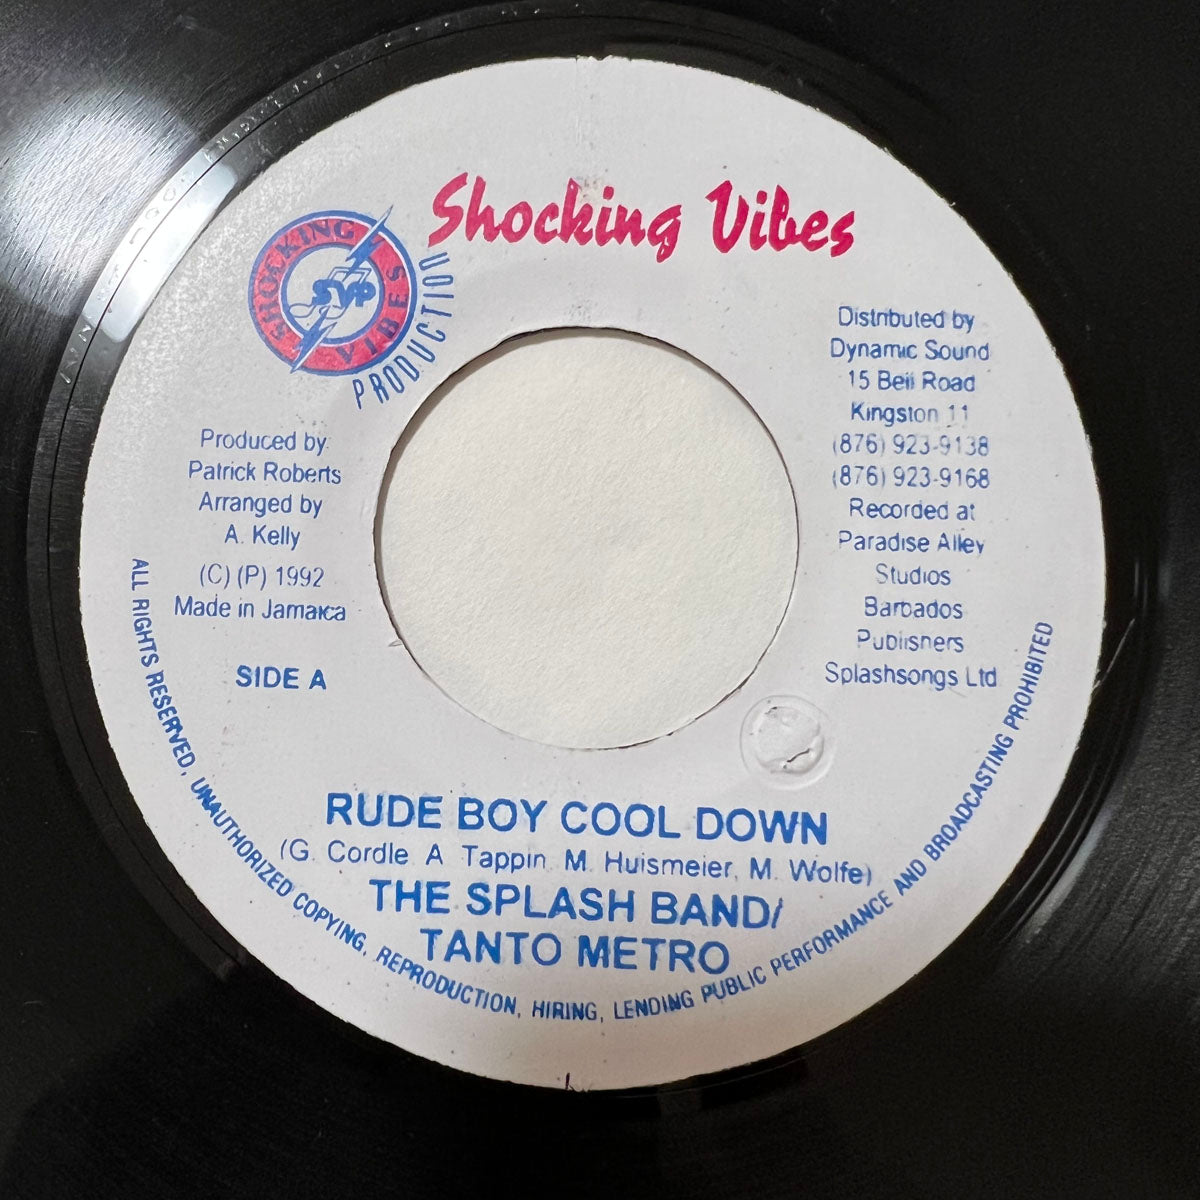 Shocking Vibes
SHOCKING VIBES
SVP
PRODUCTION
Produced by
Patrick Roberts
Arranged by
A. Kelly
(C) (P) 1992
Made in Jamaica
SIDE A
Distributed by
Dynamic Sound
15 Bell Road
Kingston 11
(876) 923-9138
(876) 923-9168
Recorded at
Paradise Alley
Studios
Barbados
Publishers
Splashsongs Ltd
RUDE BOY COOL DOWN
(G. Cordle A Tappin, M. Huismeier, M. Wolfe)
THE SPLASH BAND/
TANTO METRO
ALL RIGHTS RESERVED, UNAUTHORIZED COPYING, REPRODUCTION, HIRING, LENDING PUBLIC PERFORMANCE AND BROADCASTING PROHIBITED